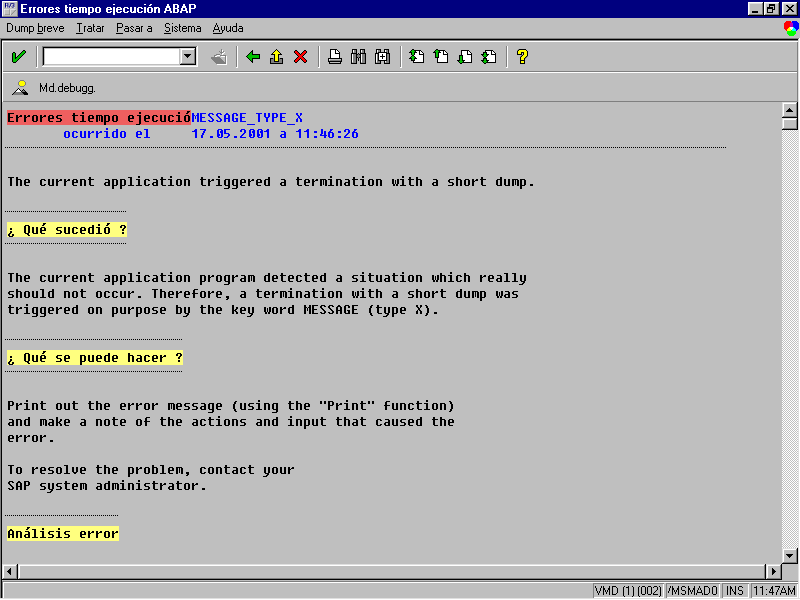 Errores tiempo ejecución ABAP
Dump breve Tratar Pasar a Sistema Ayuda
Md.debugg.
Errores tiempo ejecucióMESSAGE_TYPE_X
ocurrido el 17.05.2001 a 11:46:26
The current application triggered a termination with a short dump.
¿ Qué sucedió ?
The current application program detected a situation which really
should not occur. Therefore, a termination with a short dump was
triggered on purpose by the key word MESSAGE (type X).
¿ Qué se puede hacer ?
Print out the error message (using the "Print" function)
and make a note of the actions and input that caused the
error.
To resolve the problem, contact your
SAP system administrator.
Análisis error
VMD (1) (002) /MSMAD0 INS 11:47AM